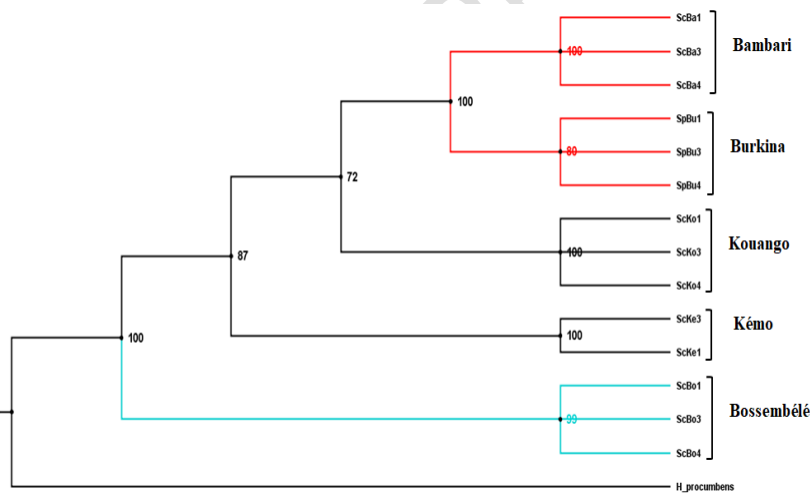 ScBa1
ScBa3
ScBa4
Bambari
100
100
SpBu1
SpBu3
SpBu4
Burkina
80
72
ScKo1
ScKo3
ScKo4
Kouango
100
87
ScKe3
ScKe1
Kémo
100
100
ScBo1
ScBo3
ScBo4
Bossembélé
99
H_procumbens